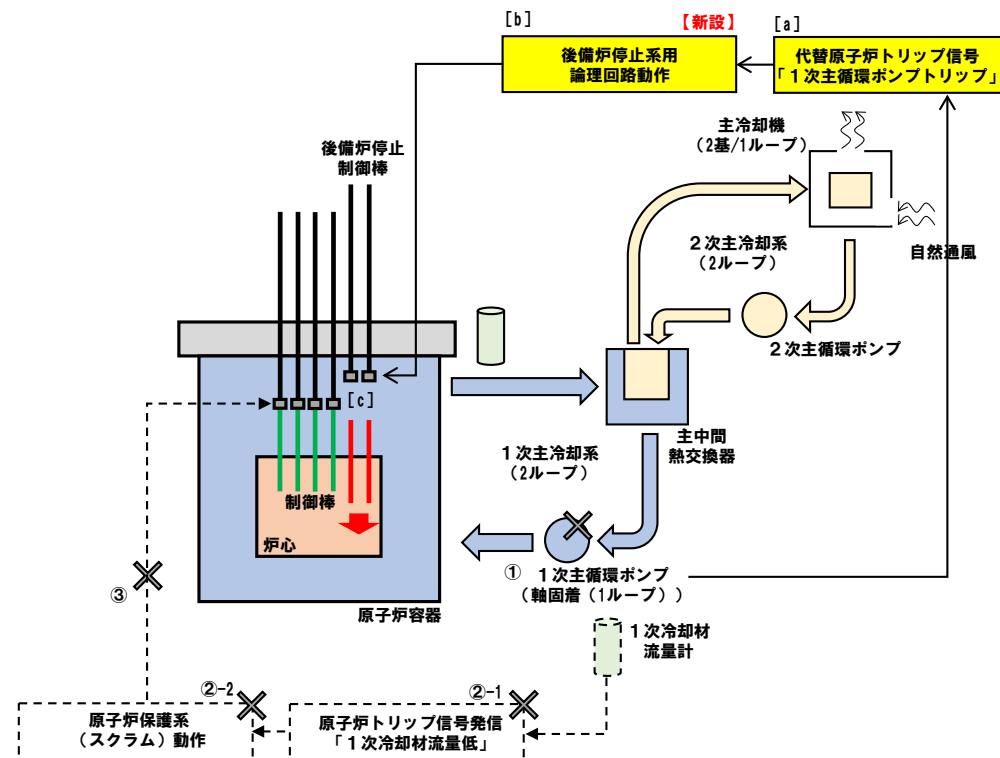 [b]
【新設】
[a]
後備炉停止系用
論理回路動作
代替原子炉トリップ信号
「１次主循環ポンプトリップ」
主冷却機
（2基/1ループ）
後備炉停止
制御棒
自然通風
２次主冷却系
（2ループ）
２次主循環ポンプ
[c]
主中間
熱交換器
１次主冷却系
（2ループ）
制御棒
炉心
① １次主循環ポンプ
（軸固着（1ループ））
原子炉容器
③
１次冷却材
流量計
②-2
②-1
原子炉保護系
（スクラム）動作
原子炉トリップ信号発信
「１次冷却材流量低」